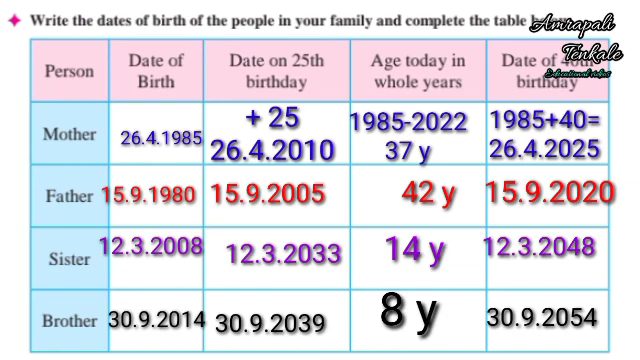 Write the dates of birth of the people in your family and complete the table
Amrapali
Tenkale
Educational videos
Person
Date of
Birth
Date on 25th
birthday
Age today in
whole years
Date of 40th
birthday
Mother
26.4.1985
+ 25
26.4.2010
1985-2022
37 y
1985+40=
26.4.2025
Father
15.9.1980
15.9.2005
42 y
15.9.2020
Sister
12.3.2008
12.3.2033
14 y
12.3.2048
Brother
30.9.2014
30.9.2039
8 y
30.9.2054